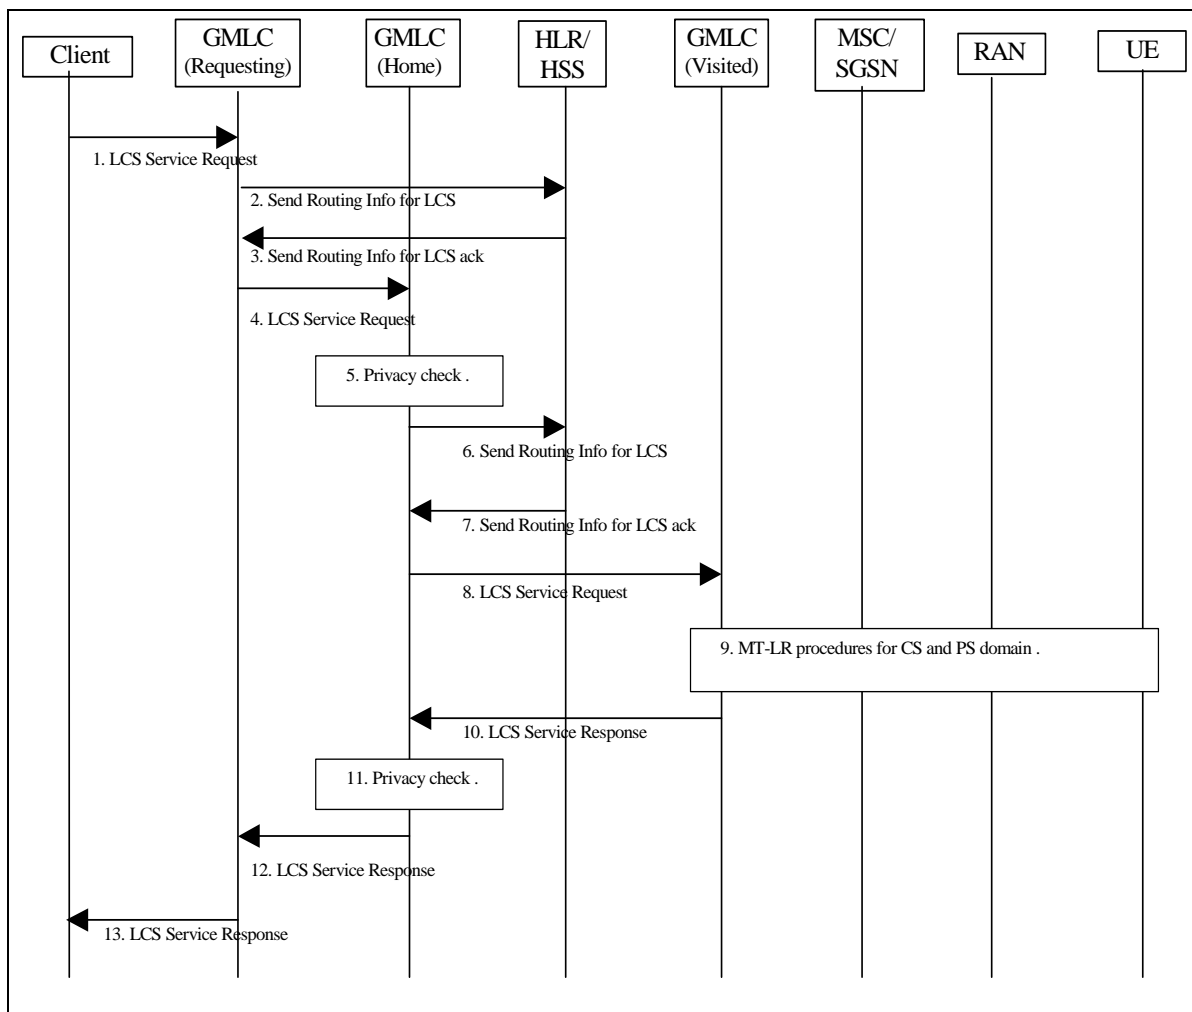 Client
GMLC
(Requesting)
GMLC
(Home)
HLR/
HSS
GMLC
(Visited)
MSC/
SGSN
RAN
UE
1. LCS Service Request
2. Send Routing Info for LCS
3. Send Routing Info for LCS ack
4. LCS Service Request
5. Privacy check .
6. Send Routing Info for LCS
7. Send Routing Info for LCS ack
8. LCS Service Request
9. MT-LR procedures for CS and PS domain .
10. LCS Service Response
11. Privacy check .
12. LCS Service Response
13. LCS Service Response